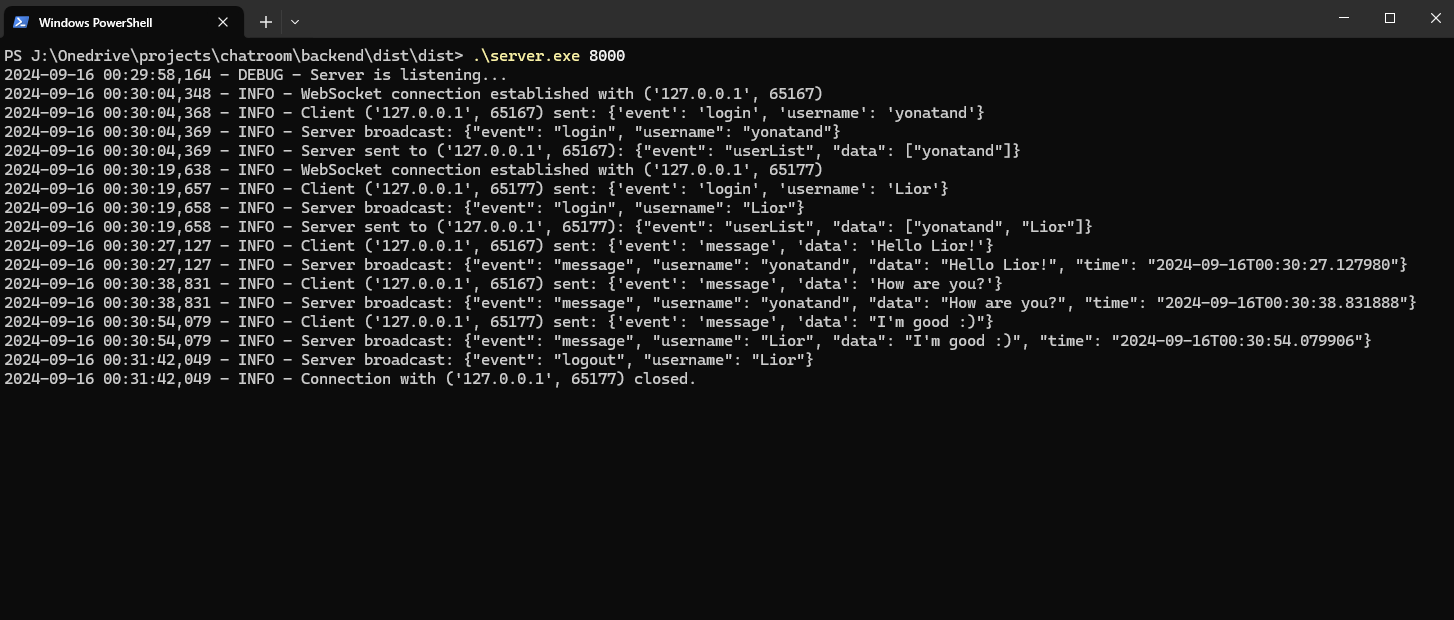 Windows PowerShell
PS J:\Onedrive\projects\chatroom\backend\dist\dist> .\server.exe 8000
2024-09-16 00:29:58,164 - DEBUG - Server is listening...
2024-09-16 00:30:04,348 - INFO - WebSocket connection established with ('127.0.0.1', 65167)
2024-09-16 00:30:04,368 - INFO - Client ('127.0.0.1', 65167) sent: {'event': 'login', 'username': 'yonatand'}
2024-09-16 00:30:04,369 - INFO - Server broadcast: {"event": "login", "username": "yonatand"}
2024-09-16 00:30:04,369 - INFO - Server sent to ('127.0.0.1', 65167): {"event": "userList", "data": ["yonatand"]}
2024-09-16 00:30:19,638 - INFO - WebSocket connection established with ('127.0.0.1', 65177)
2024-09-16 00:30:19,657 - INFO - Client ('127.0.0.1', 65177) sent: {'event': 'login', 'username': 'Lior'}
2024-09-16 00:30:19,658 - INFO - Server broadcast: {"event": "login", "username": "Lior"}
2024-09-16 00:30:19,658 - INFO - Server sent to ('127.0.0.1', 65177): {"event": "userList", "data": ["yonatand", "Lior"]}
2024-09-16 00:30:27,127 - INFO - Client ('127.0.0.1', 65167) sent: {'event': 'message', 'data': 'Hello Lior!'}
2024-09-16 00:30:27,127 - INFO - Server broadcast: {"event": "message", "username": "yonatand", "data": "Hello Lior!", "time": "2024-09-16T00:30:27.127980"}
2024-09-16 00:30:38,831 - INFO - Client ('127.0.0.1', 65167) sent: {'event': 'message', 'data': 'How are you?'}
2024-09-16 00:30:38,831 - INFO - Server broadcast: {"event": "message", "username": "yonatand", "data": "How are you?", "time": "2024-09-16T00:30:38.831888"}
2024-09-16 00:30:54,079 - INFO - Client ('127.0.0.1', 65177) sent: {'event': 'message', 'data': "I'm good :)"}
2024-09-16 00:30:54,079 - INFO - Server broadcast: {"event": "message", "username": "Lior", "data": "I'm good :)", "time": "2024-09-16T00:30:54.079906"}
2024-09-16 00:31:42,049 - INFO - Server broadcast: {"event": "logout", "username": "Lior"}
2024-09-16 00:31:42,049 - INFO - Connection with ('127.0.0.1', 65177) closed.